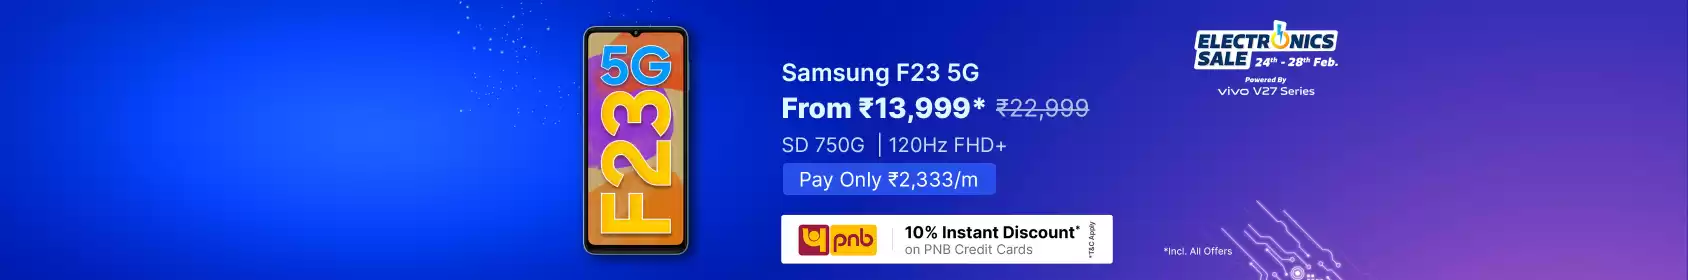 5G
F23
Samsung F23 5G
From ₹13,999* ₹22,999
SD 750G | 120Hz FHD+
Pay Only ₹2,333/m
pnb
10% Instant Discount*
on PNB Credit Cards
*T&C Apply
ELECTRONICS
SALE 24th - 28th Feb.
Powered By
vivo V27 Series
*Incl. All Offers